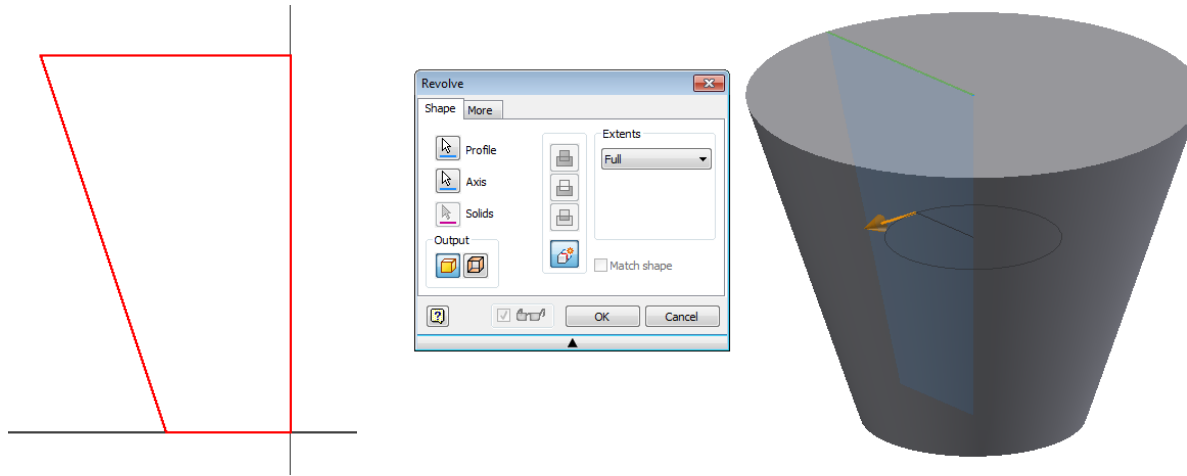 Revolve
Shape More
Profile
Axis
Solids
Output
Extents
Full
Match shape
?
OK
Cancel